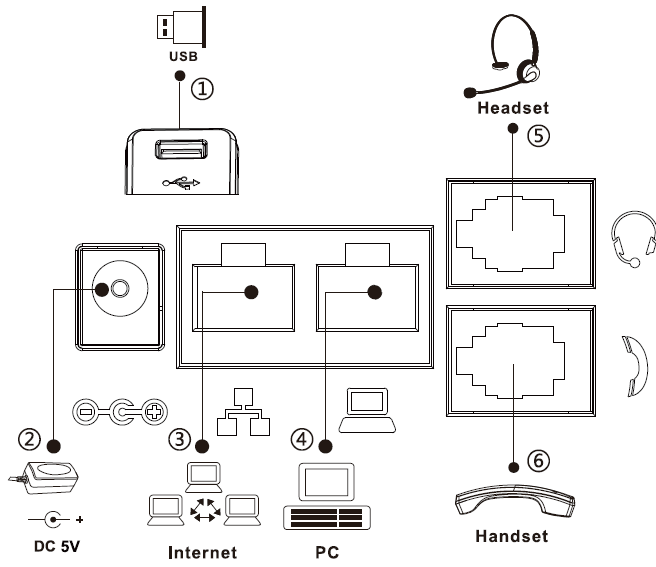 USB
①
Headset
⑤
②
③
④
⑥
DC 5V
Internet
PC
Handset